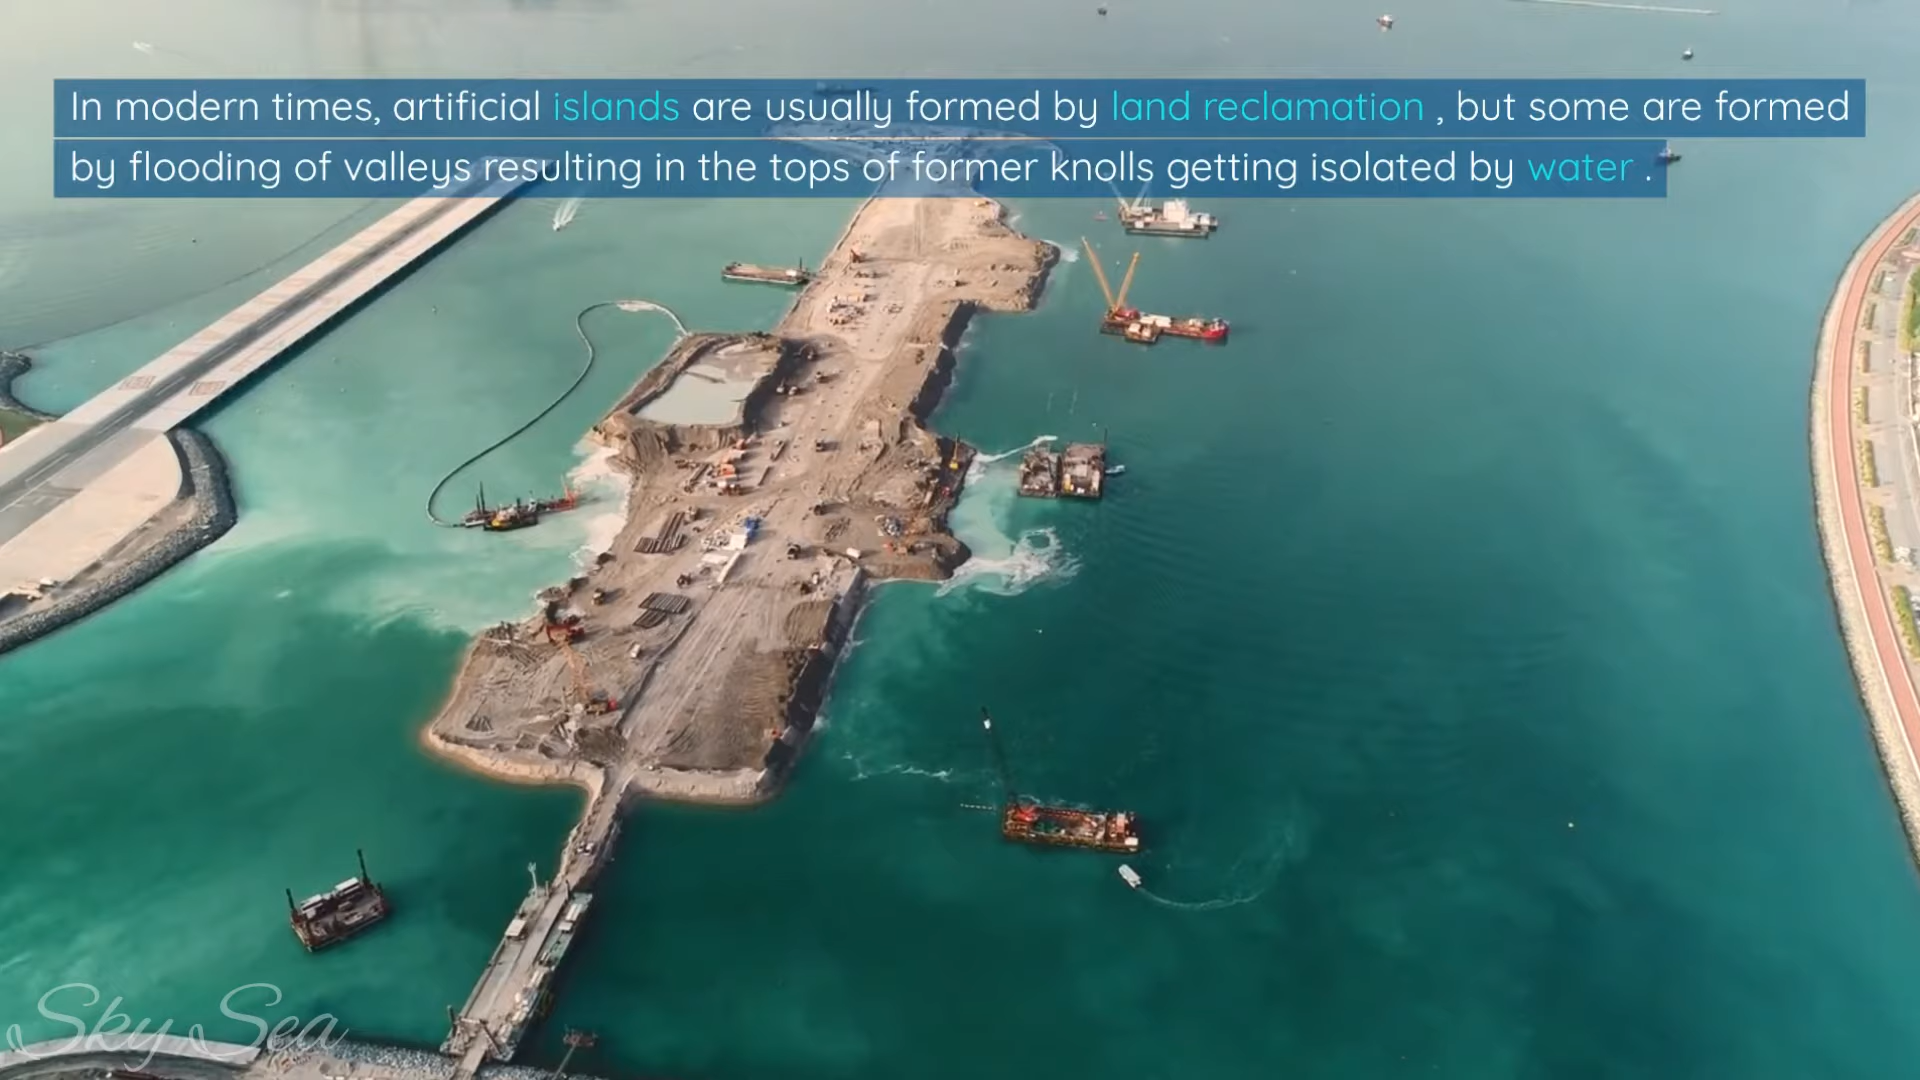 In modern times, artificial islands are usually formed by land reclamation , but some are formed
by flooding of valleys resulting in the tops of former knolls getting isolated by water .
Sky Sea